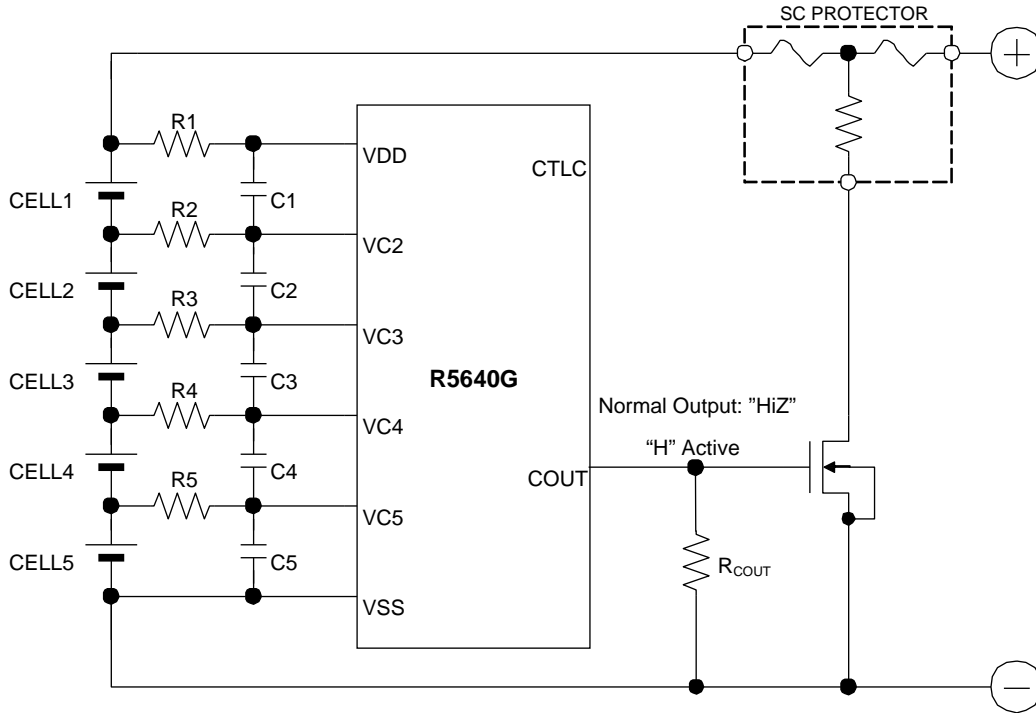 SC PROTECTOR
R1
VDD
CTLC
CELL1
C1
R2
VC2
CELL2
C2
R3
VC3
CELL3
C3
R5640G
R4
VC4
Normal Output: ”HiZ”
“H” Active
CELL4
C4
R5
COUT
VC5
CELL5
C5
RCOUT
VSS